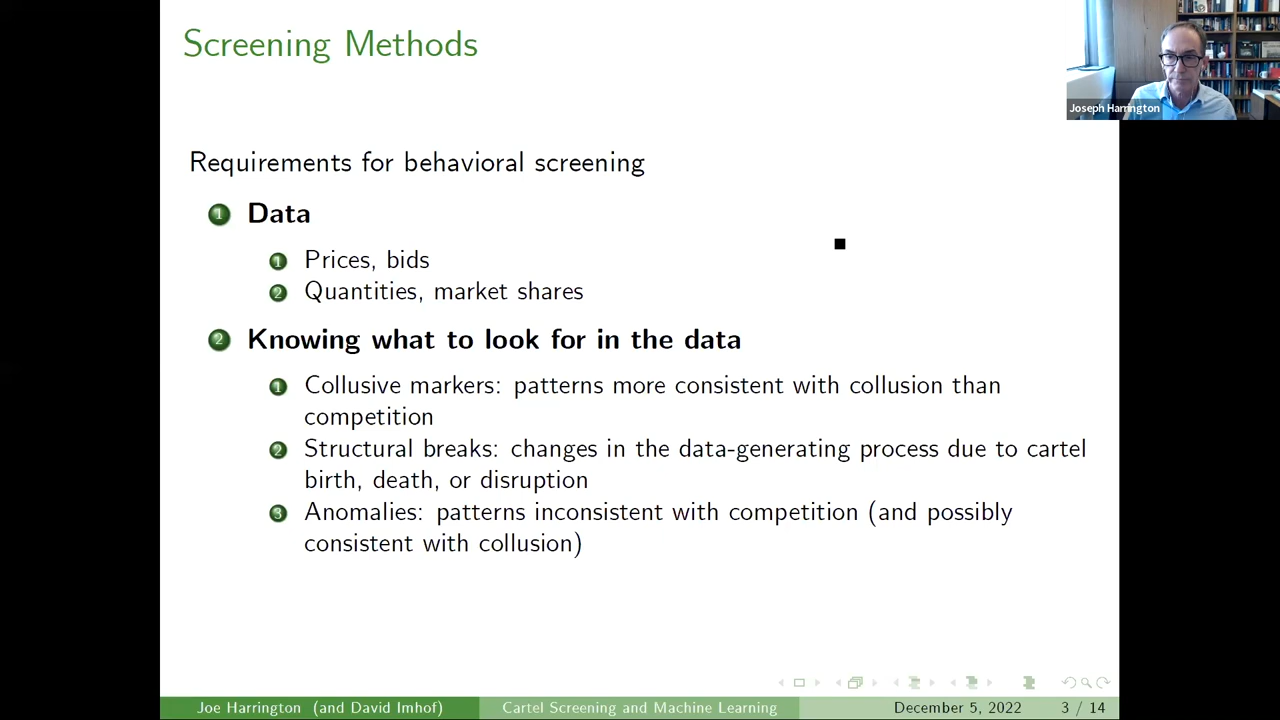 Screening Methods
Joseph Harrington
Requirements for behavioral screening
1 Data
1 Prices, bids
2 Quantities, market shares
2 Knowing what to look for in the data
1 Collusive markers: patterns more consistent with collusion than
competition
2 Structural breaks: changes in the data-generating process due to cartel
birth, death, or disruption
3 Anomalies: patterns inconsistent with competition (and possibly
consistent with collusion)
Joe Harrington (and David Imhof) Cartel Screening and Machine Learning December 5, 2022 3 / 14